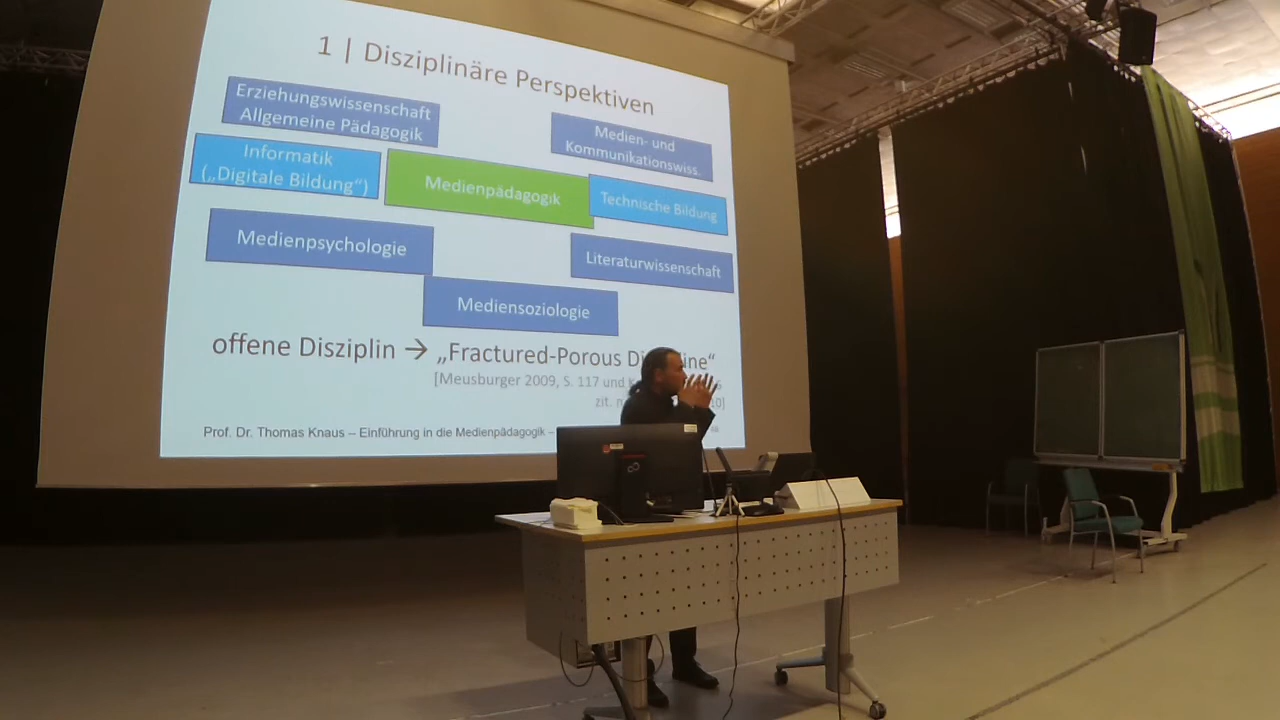 1 | Disziplinäre Perspektiven
Erziehungswissenschaft
Allgemeine Pädagogik
Medien- und
Kommunikationswiss.
Informatik
(„Digitale Bildung“)
Medienpädagogik
Technische Bildung
Medienpsychologie
Literaturwissenschaft
Mediensoziologie
offene Disziplin → „Fractured-Porous
[Meusburger 2009, S. 117 und
zit.
Prof. Dr. Thomas Knaus – Einführung in die Medienpädagogik –